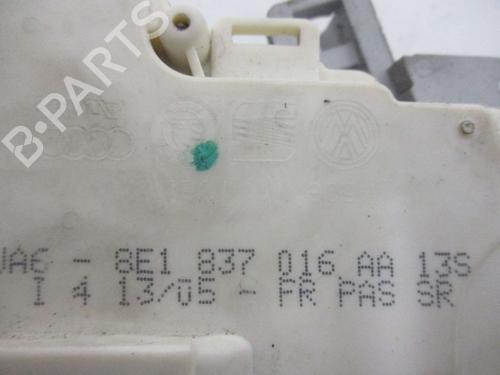 B-PARTS
UA6 - 8E1 837 016 AA 13S
I 4 13/05 - FR PAS SR